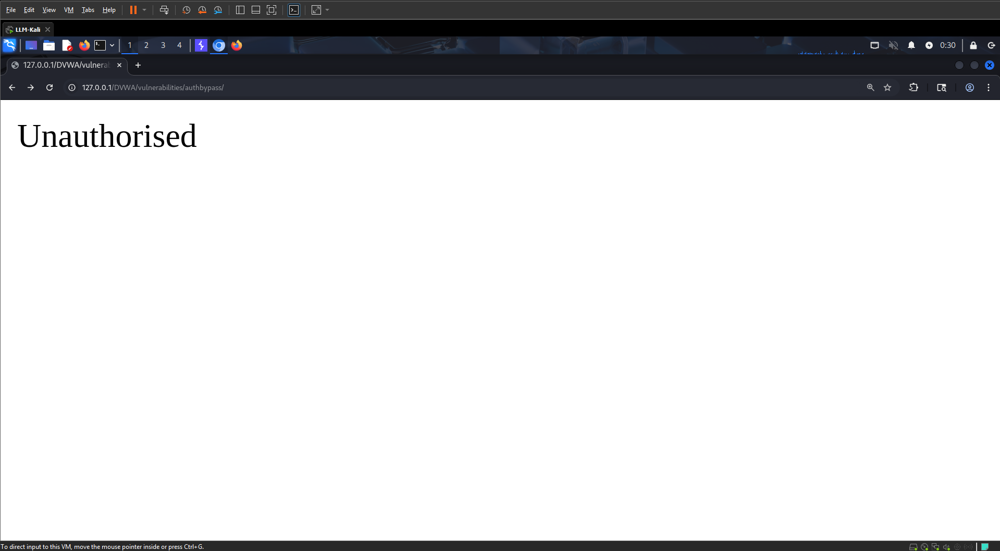 File Edit View VM Tabs Help
LLM-Kali
1 2 3 4 0:30
127.0.0.1/DVWA/vulnera
127.0.0.1/DVWA/vulnerabilities/authbypass/
Unauthorised
To direct input to this VM, move the mouse pointer inside or press Ctrl+G.